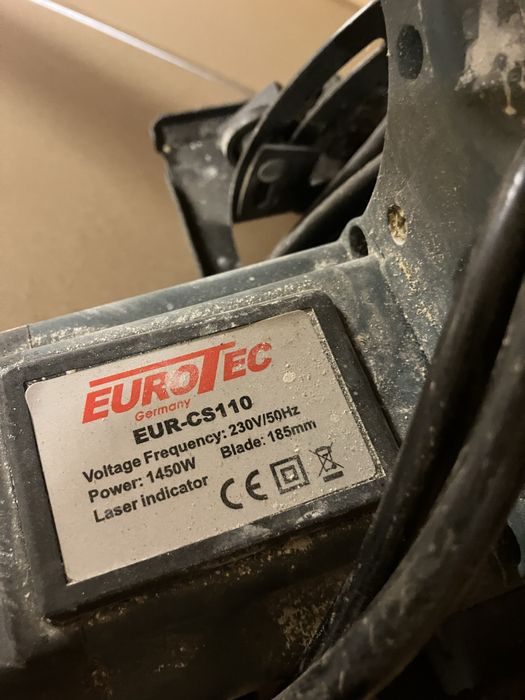 EUROTEC
Germany
EUR-CS110
Voltage Frequency: 230V/50Hz
Power: 1450W Blade: 185mm
Laser indicator CE